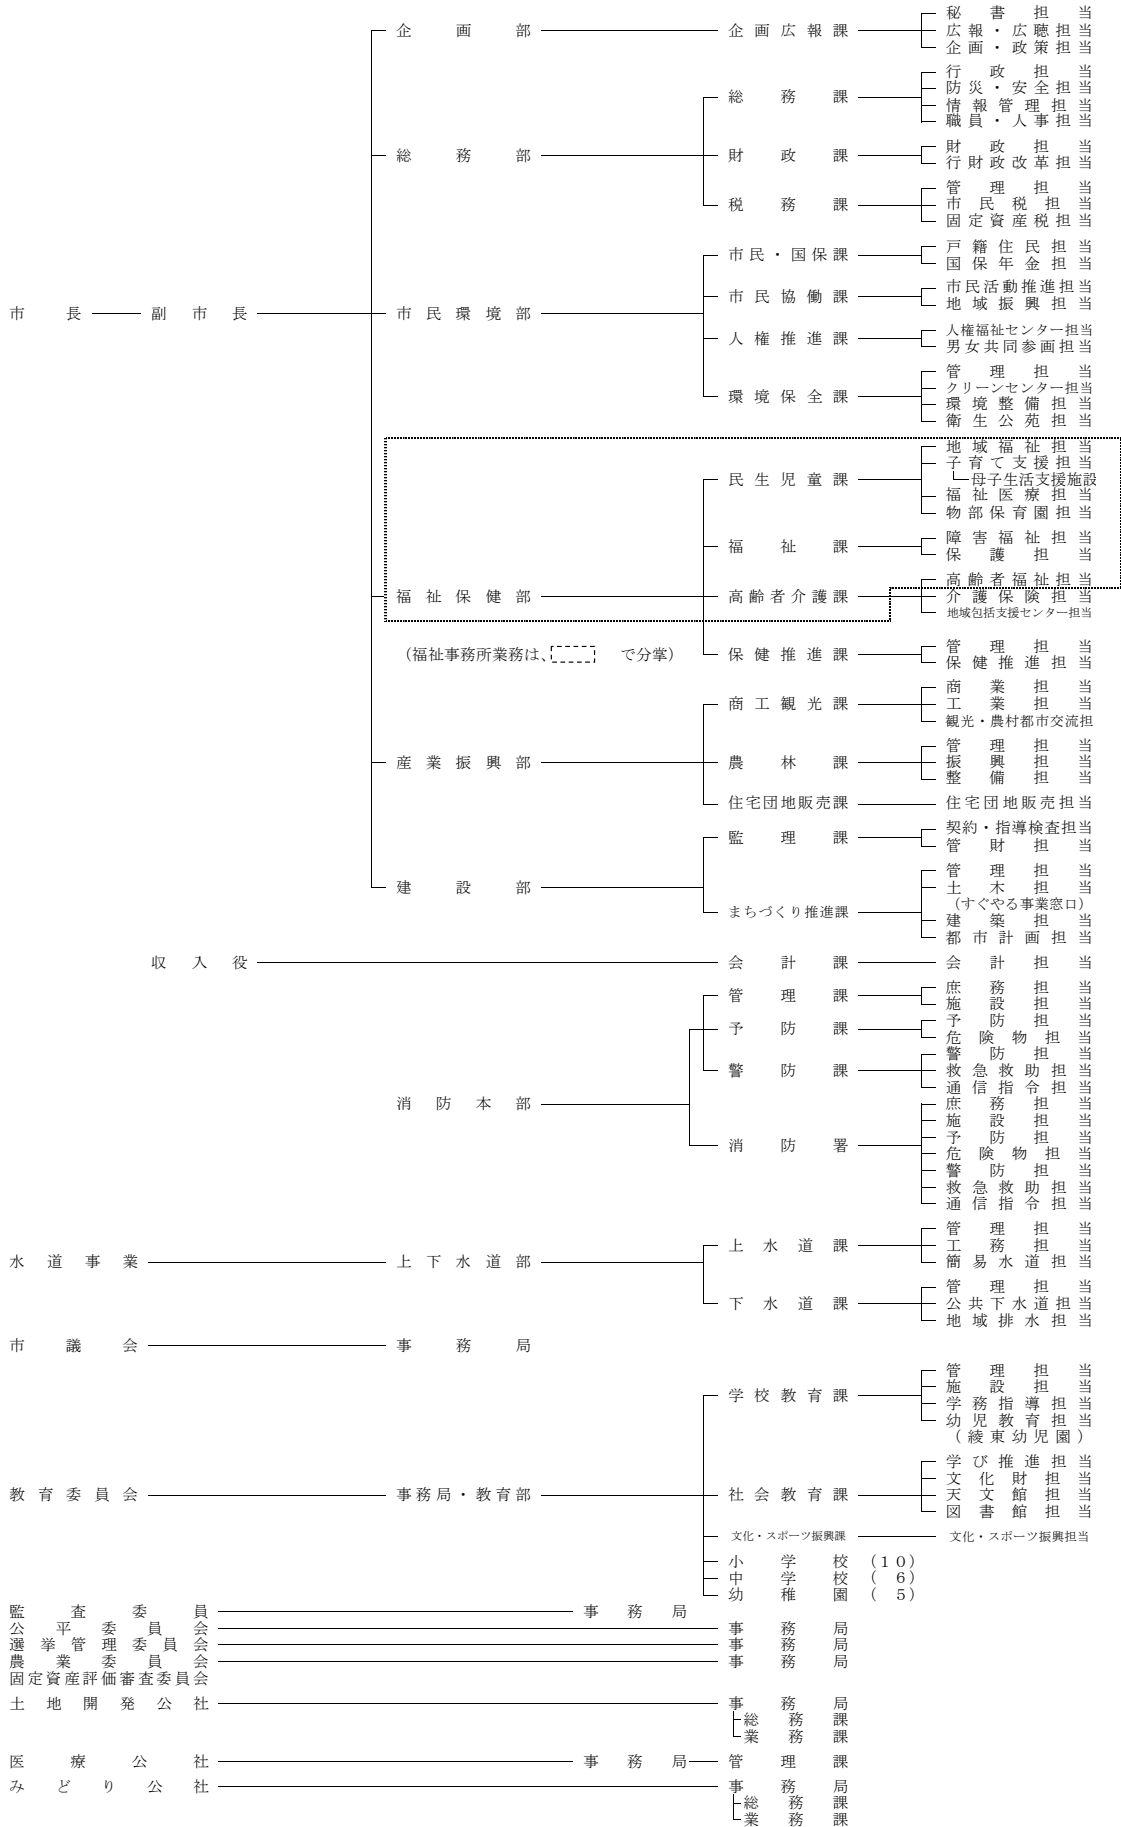 秘書担当
企画部 企画広報課 広報・広聴担当
企画・政策担当
行政担当
防災・安全担当
総務課
情報管理担当
職員・人事担当
財政担当
総務部 財政課
行財政改革担当
管理担当
税務課 市民税担当
固定資産税担当
戸籍住民担当
市民・国保課
国保年金担当
市民活動推進担当
市民協働課
地域振興担当
市長 副市長 市民環境部
人権福祉センター担当
人権推進課
男女共同参画担当
管理担当
クリーンセンター担当
環境保全課
環境整備担当
衛生公苑担当
地域福祉担当
子育て支援担当
民生児童課 母子生活支援施設
福祉医療担当
物部保育園担当
障害福祉担当
福祉課
保護担当
高齢者福祉担当
福祉保健部 高齢者介護課 介護保険担当
地域包括支援センター担当
管理担当
(福祉事務所業務は、 で分掌) 保健推進課
保健推進担当
商業担当
商工観光課 工業担当
観光・農村都市交流担
管理担当
産業振興部 農林課 振興担当
整備担当
住宅団地販売課 住宅団地販売担当
契約・指導検査担当
監理課
管財担当
管理担当
建設部 土木担当
(すぐやる事業窓口)
まちづくり推進課
建築担当
都市計画担当
収入役 会計課 会計担当
庶務担当
管理課
施設担当
予防担当
予防課
危険物担当
警防担当
警防課 救急救助担当
通信指令担当
消防本部 庶務担当
施設担当
予防担当
消防署
危険物担当
警防担当
救急救助担当
通信指令担当
管理担当
上水道課 工務担当
簡易水道担当
水道事業 上下水道部
管理担当
下水道課 公共下水道担当
地域排水担当
市議会 事務局
管理担当
施設担当
学校教育課
学務指導担当
幼児教育担当
(綾東幼児園)
学び推進担当
文化財担当
教育委員会 事務局・教育部 社会教育課 天文館担当
図書館担当
文化・スポーツ振興課 文化・スポーツ振興担当
小学校 (10)
中学校 (6)
幼稚園 (5)
監査委員 事務局
公平委員会 事務局
選挙管理委員会 事務局
農業委員会 事務局
固定資産評価審査委員会
土地開発公社 事務局
総務課
業務課
医療公社 事務局 管理課
みどり公社 事務局
総務課
業務課